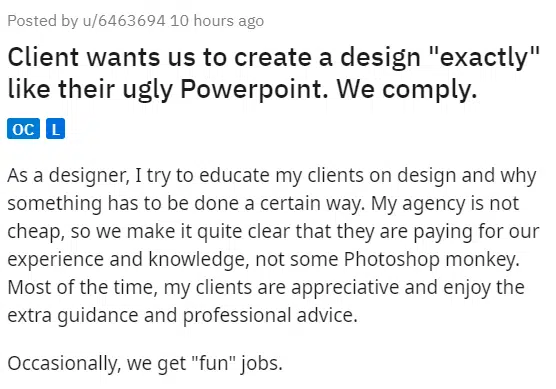 Posted by u/6463694 10 hours ago
Client wants us to create a design "exactly"
like their ugly Powerpoint. We comply.
OC L
As a designer, I try to educate my clients on design and why
something has to be done a certain way. My agency is not
cheap, so we make it quite clear that they are paying for our
experience and knowledge, not some Photoshop monkey.
Most of the time, my clients are appreciative and enjoy the
extra guidance and professional advice.
Occasionally, we get "fun" jobs.